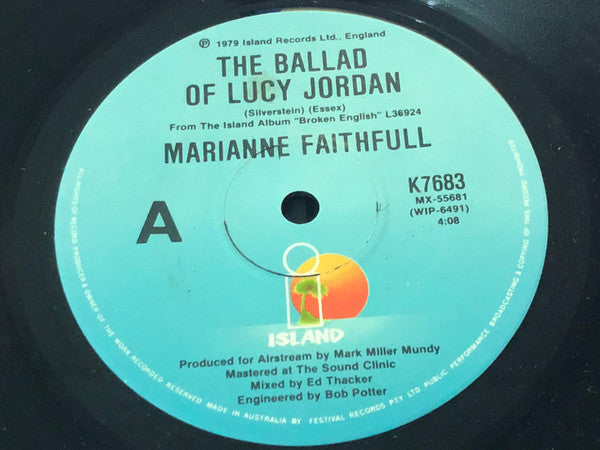 ℗ 1979 Island Records Ltd., England
THE BALLAD
OF LUCY JORDAN
(Silverstein) (Essex)
From The Island Album "Broken English" L36924
MARIANNE FAITHFULL
A
K7683
MX-55681
(WIP-6491)
4:08
i
ISLAND
Produced for Airstream by Mark Miller Mundy
Mastered at The Sound Clinic
Mixed by Ed Thacker
Engineered by Bob Potter
ALL RIGHTS OF RECORD PRODUCER & OWNER OF THE WORK RECORDED RESERVED MADE IN AUSTRALIA BY FESTIVAL RECORDS PTY LTD PUBLIC PERFORMANCE BROADCASTING & COPYING OF THIS RECORD PROHIBITED